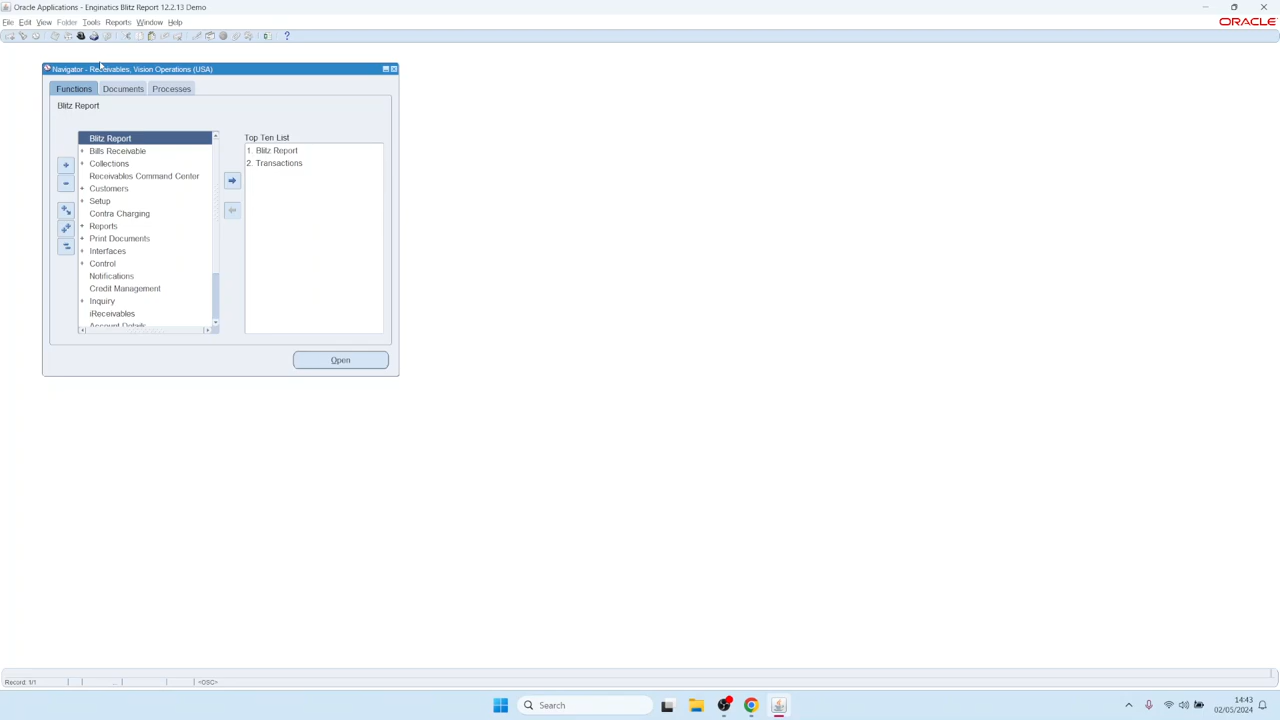 Oracle Applications - Enginatics Blitz Report 12.2.13 Demo
File Edit View Folder Tools Reports Window Help
ORACLE
Navigator - Receivables, Vision Operations (USA)
Functions Documents Processes
Blitz Report
Blitz Report
Bills Receivable
Collections
Receivables Command Center
Customers
Setup
Contra Charging
Reports
Print Documents
Interfaces
Control
Notifications
Credit Management
Inquiry
iReceivables
Account Details
Top Ten List
1. Blitz Report
2. Transactions
Open
Record: 1/1 ... <OSC>
Search
14:43
02/05/2024